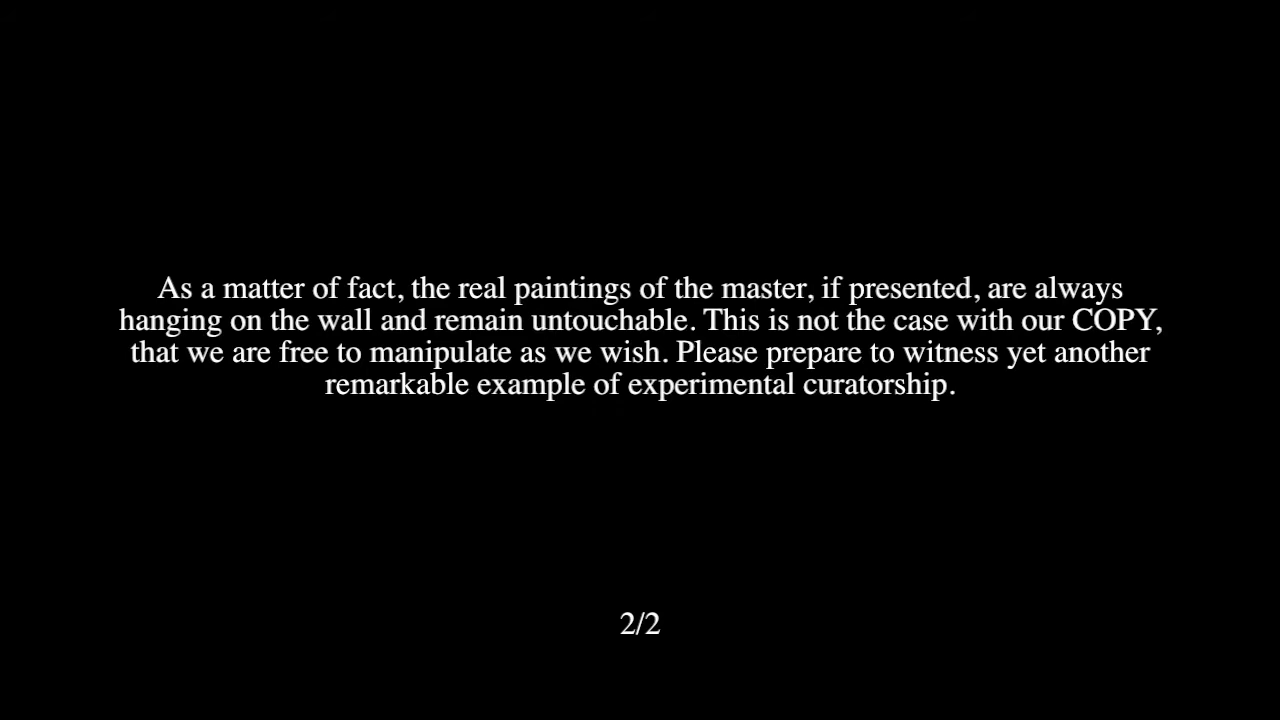 As a matter of fact, the real paintings of the master, if presented, are always
hanging on the wall and remain untouchable. This is not the case with our COPY,
that we are free to manipulate as we wish. Please prepare to witness yet another
remarkable example of experimental curatorship.
2/2